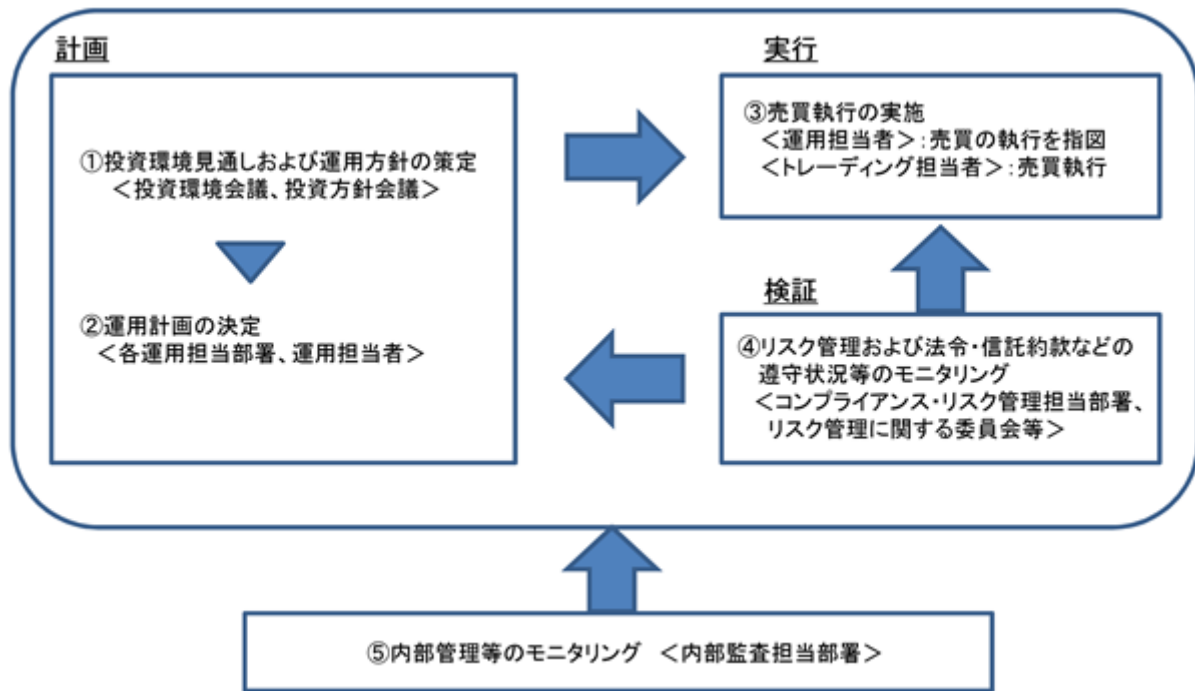 計画
①投資環境見通しおよび運用方針の策定
＜投資環境会議、投資方針会議＞
②運用計画の決定
＜各運用担当部署、運用担当者＞
実行
③売買執行の実施
＜運用担当者＞：売買の執行を指図
＜トレーディング担当者＞：売買執行
検証
④リスク管理および法令・信託約款などの
遵守状況等のモニタリング
＜コンプライアンス・リスク管理担当部署、
リスク管理に関する委員会等＞
⑤内部管理等のモニタリング ＜内部監査担当部署＞